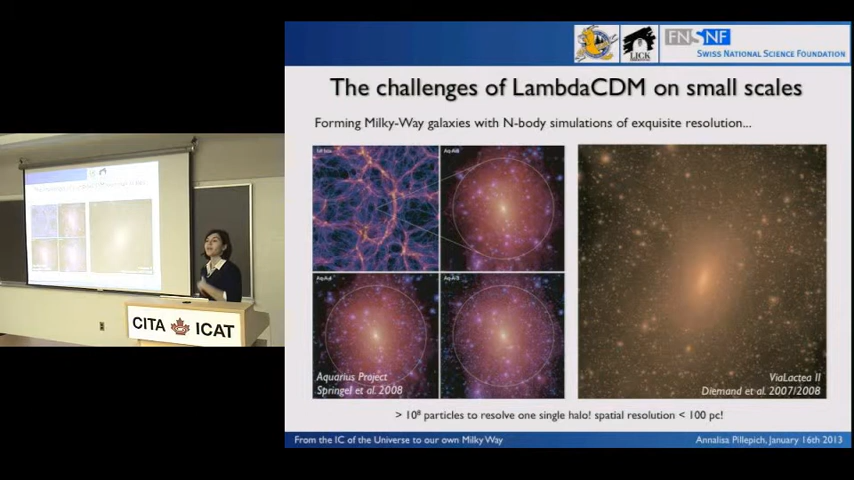 LICK
FNSNF
SWISS NATIONAL SCIENCE FOUNDATION
The challenges of LambdaCDM on small scales
Forming Milky-Way galaxies with N-body simulations of exquisite resolution...
Aquarius Project
Springel et al. 2008
ViaLactea II
Diemand et al. 2007/2008
> 10⁸ particles to resolve one single halo! spatial resolution < 100 pc!
From the IC of the Universe to our own Milky Way
Annalisa Pillepich, January 16th 2013
CITA ICAT